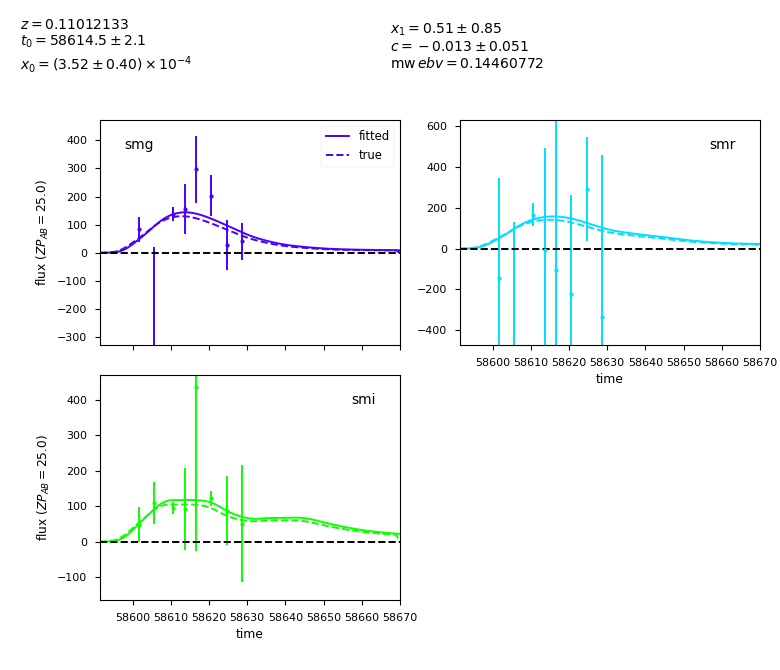 z = 0.11012133
t₀ = 58614.5 ± 2.1
x₀ = (3.52 ± 0.40) × 10⁻⁴
x₁ = 0.51 ± 0.85
c = −0.013 ± 0.051
mw ebv = 0.14460772
smg
fitted
true
400
300
200
100
0
−100
−200
−300
flux (ZP_AB = 25.0)
smr
600
400
200
0
−200
−400
58600 58610 58620 58630 58640 58650 58660 58670
time
smi
400
300
200
100
0
−100
flux (ZP_AB = 25.0)
58600 58610 58620 58630 58640 58650 58660 58670
time